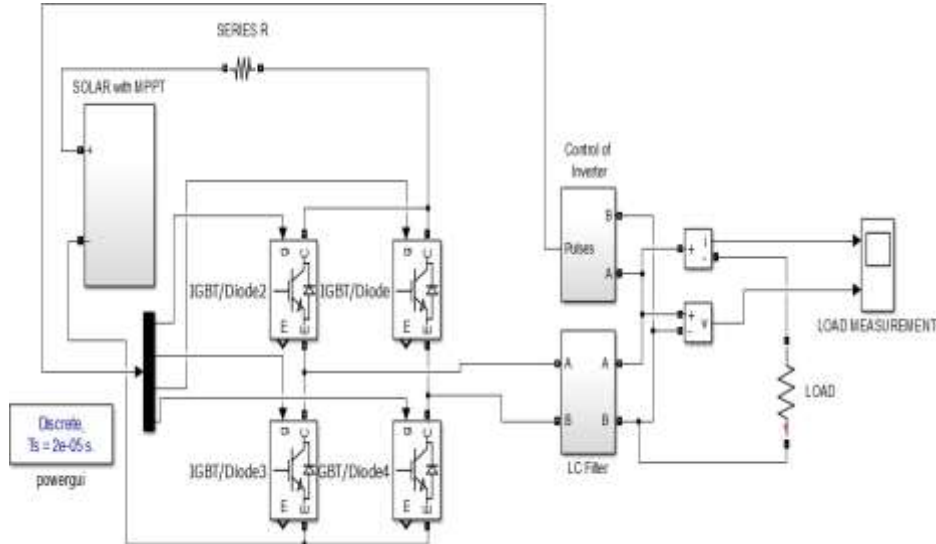 SERIES R
SOLAR with MPPT
+
-
Control of
Inverter
B
Pulses
A
+
i
-
+
-
v
LOAD MEASUREMENT
g
C
E
IGBT/Diode2
g
C
E
IGBT/Diode
A
A
B
B
LC Filter
LOAD
Discrete,
Ts = 2e-05 s.
powergui
g
C
E
IGBT/Diode3
g
C
E
GBT/Diode4